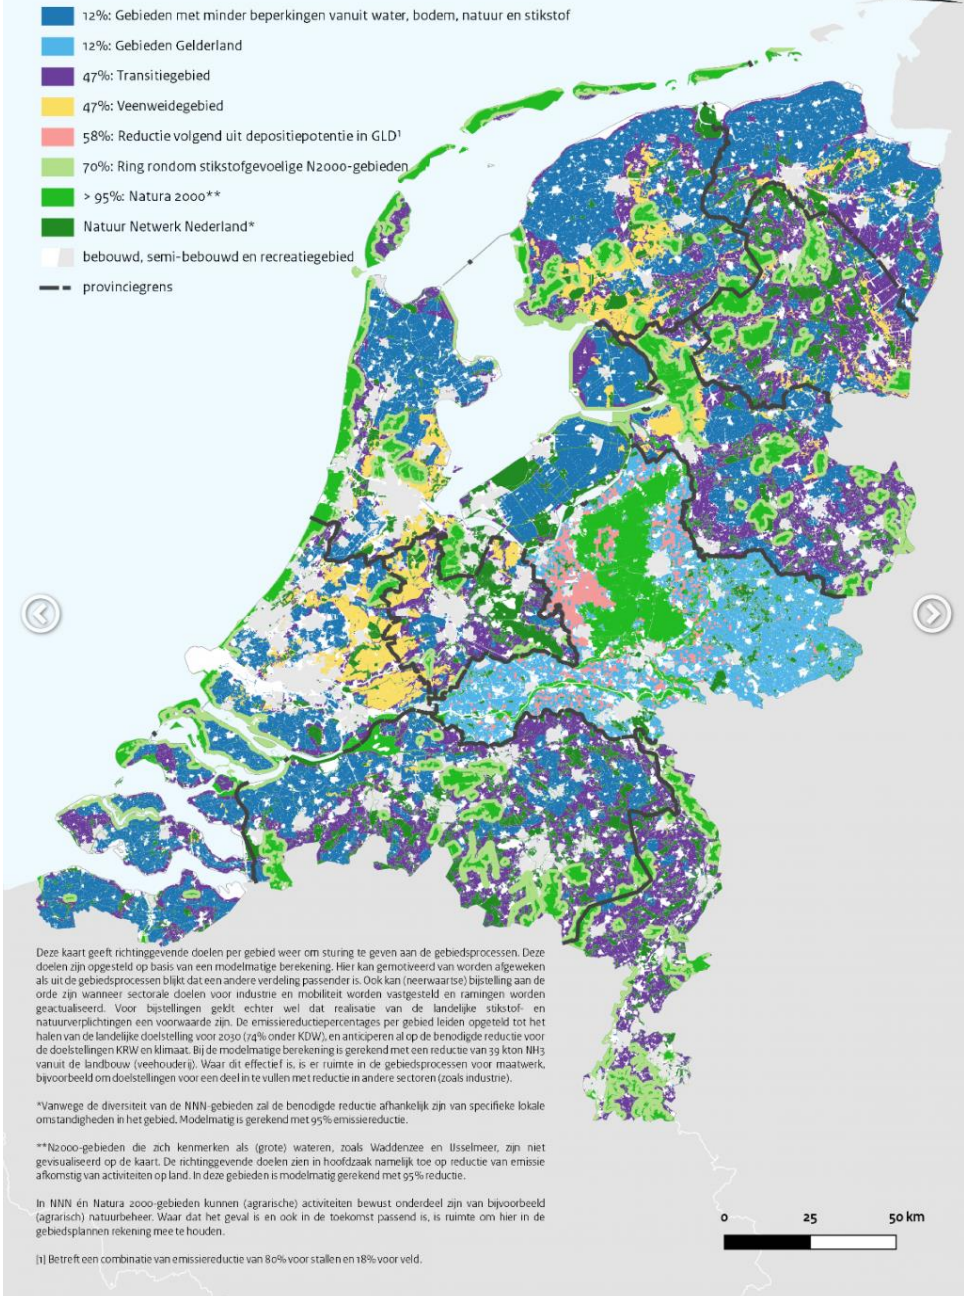 12%: Gebieden met minder beperkingen vanuit water, bodem, natuur en stikstof
12%: Gebieden Gelderland
47%: Transitiegebied
47%: Veenweidegebied
58%: Reductie volgend uit depositiepotentie in GLD¹
70%: Ring rondom stikstofgevoelige N2000-gebieden
> 95%: Natura 2000**
Natuur Netwerk Nederland*
bebouwd, semi-bebouwd en recreatiegebied
provinciegrens
Deze kaart geeft richtinggevende doelen per gebied weer om sturing te geven aan de gebiedsprocessen. Deze
doelen zijn opgesteld op basis van een modelmatige berekening. Hier kan gemotiveerd van worden afgeweken
als uit de gebiedsprocessen blijkt dat een andere verdeling passender is. Ook kan (neerwaartse) bijstelling aan de
orde zijn wanneer sectorale doelen voor industrie en mobiliteit worden vastgesteld en ramingen worden
geactualiseerd. Voor bijstellingen geldt echter wel dat realisatie van de landelijke stikstof- en
natuurverplichtingen een voorwaarde zijn. De emissiereductiepercentages per gebied leiden opgeteld tot het
halen van de landelijke doelstelling voor 2030 (74% onder KDW), en anticiperen al op de benodigde reductie voor
de doelstellingen KRW en klimaat. Bij de modelmatige berekening is gerekend met een reductie van 39 kton NH3
vanuit de landbouw (veehouderij). Waar dit effectief is, is er ruimte in de gebiedsprocessen voor maatwerk,
bijvoorbeeld om doelstellingen voor een deel in te vullen met reductie in andere sectoren (zoals industrie).
*Vanwege de diversiteit van de NNN-gebieden zal de benodigde reductie afhankelijk zijn van specifieke lokale
omstandigheden in het gebied. Modelmatig is gerekend met 95% emissiereductie.
**N2000-gebieden die zich kenmerken als (grote) wateren, zoals Waddenzee en IJsselmeer, zijn niet
gevisualiseerd op de kaart. De richtinggevende doelen zien in hoofdzaak namelijk toe op reductie van emissie
afkomstig van activiteiten op land. In deze gebieden is modelmatig gerekend met 95% reductie.
In NNN én Natura 2000-gebieden kunnen (agrarische) activiteiten bewust onderdeel zijn van bijvoorbeeld
(agrarisch) natuurbeheer. Waar dat het geval is en ook in de toekomst passend is, is ruimte om hier in de
gebiedsplannen rekening mee te houden.
[1] Betreft een combinatie van emissiereductie van 80% voor stallen en 18% voor veld.
0 25 50 km